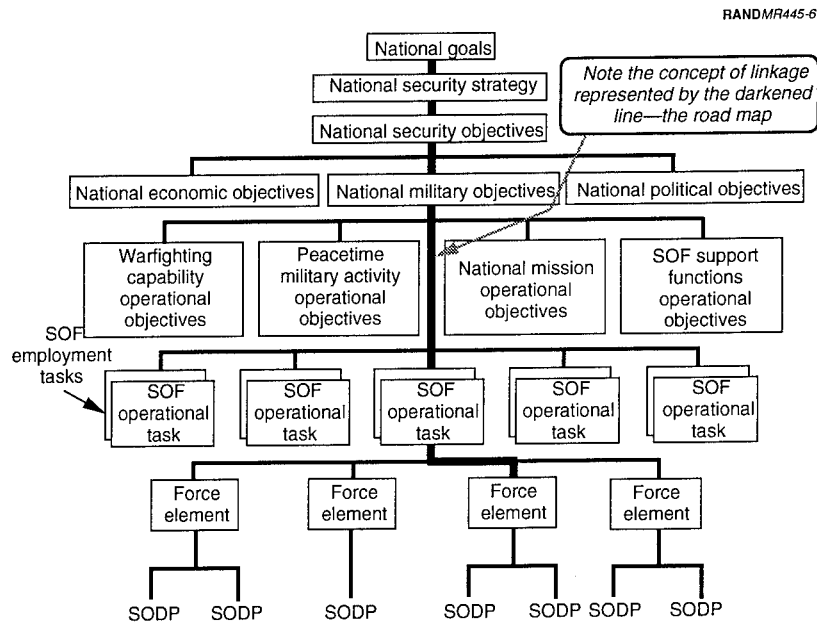 RANDMR445-6
National goals
National security strategy
National security objectives
Note the concept of linkage
represented by the darkened
line—the road map
National economic objectives
National military objectives
National political objectives
Warfighting
capability
operational
objectives
Peacetime
military activity
operational
objectives
National mission
operational
objectives
SOF support
functions
operational
objectives
SOF
employment
tasks
SOF
operational
task
SOF
operational
task
SOF
operational
task
SOF
operational
task
SOF
operational
task
Force
element
Force
element
Force
element
Force
element
SODP
SODP
SODP
SODP
SODP
SODP
SODP